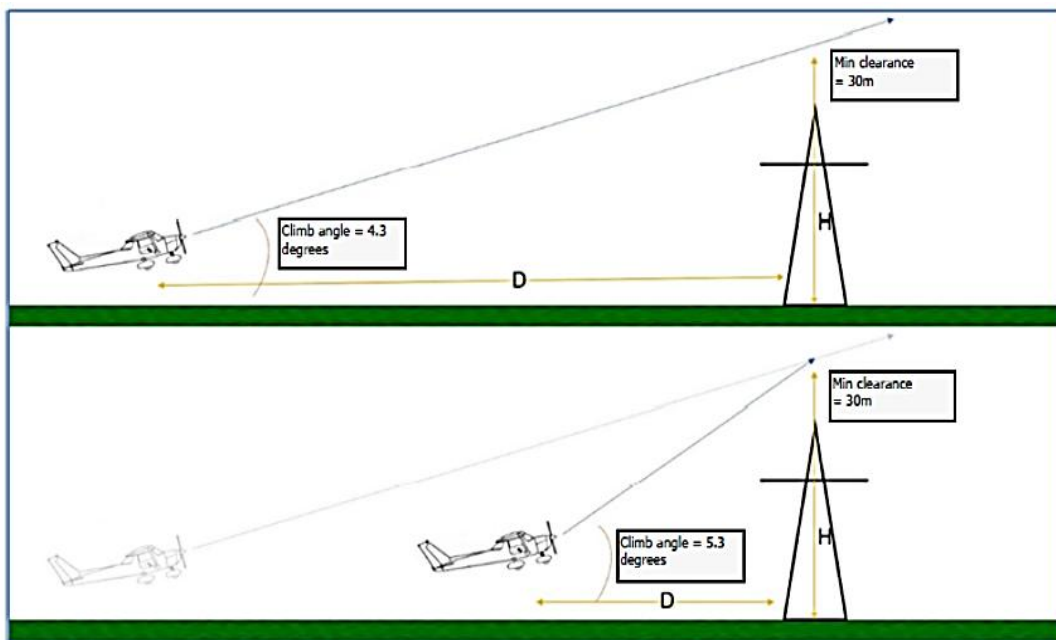 Min clearance
= 30m
Climb angle = 4.3
degrees
H
D
Min clearance
= 30m
H
Climb angle = 5.3
degrees
D